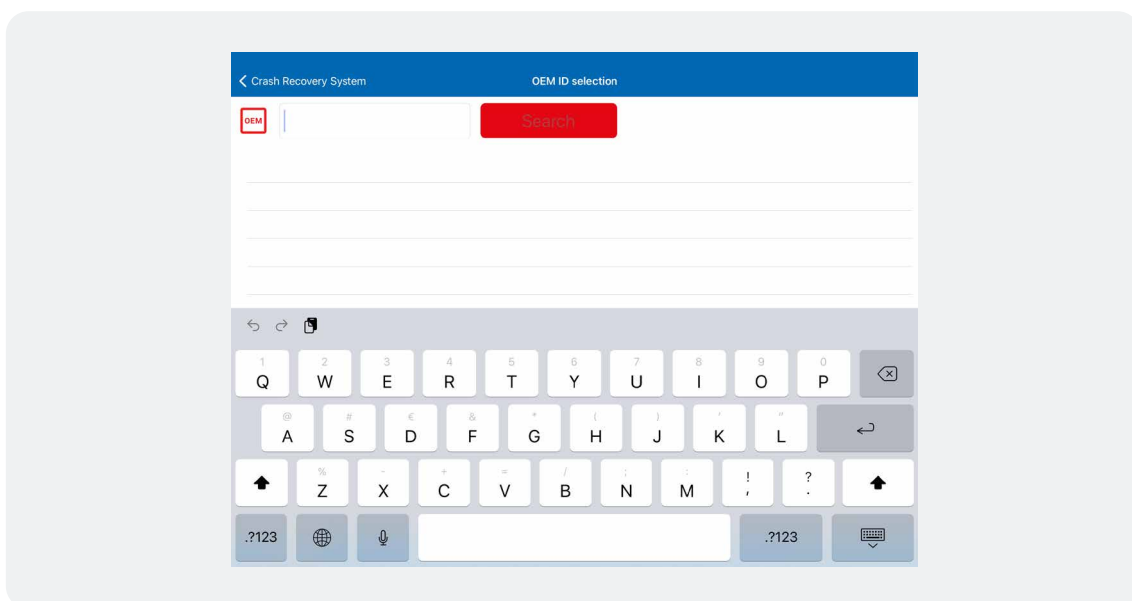 Crash Recovery System OEM ID selection
OEM Search
1 2 3 4 5 6 7 8 9 0
Q W E R T Y U I O P
@ # € & * ( ) ' "
A S D F G H J K L
% - + = / ; : ! ?
Z X C V B N M , .
.?123 .?123